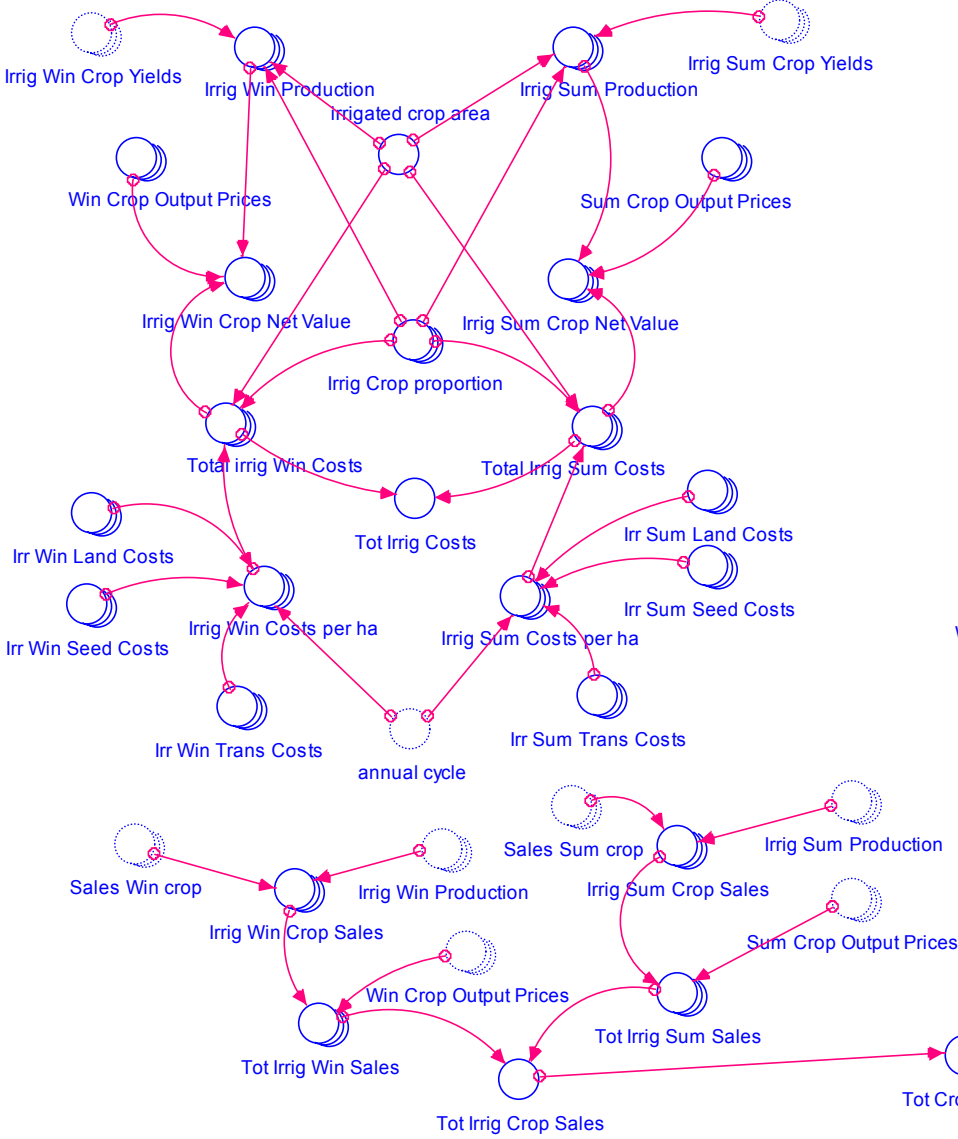 Irrig Win Crop Yields
Irrig Win Production
Irrig Sum Production
Irrig Sum Crop Yields
irrigated crop area
Win Crop Output Prices
Sum Crop Output Prices
Irrig Win Crop Net Value
Irrig Sum Crop Net Value
Irrig Crop proportion
Total irrig Win Costs
Total Irrig Sum Costs
Tot Irrig Costs
Irr Win Land Costs
Irr Sum Land Costs
Irr Sum Seed Costs
Irrig Win Costs per ha
Irrig Sum Costs per ha
Irr Win Seed Costs
Irr Win Trans Costs
Irr Sum Trans Costs
annual cycle
Sales Sum crop
Irrig Sum Production
Sales Win crop
Irrig Win Production
Irrig Sum Crop Sales
Irrig Win Crop Sales
Sum Crop Output Prices
Win Crop Output Prices
Tot Irrig Sum Sales
Tot Irrig Win Sales
Tot Irrig Crop Sales
Tot